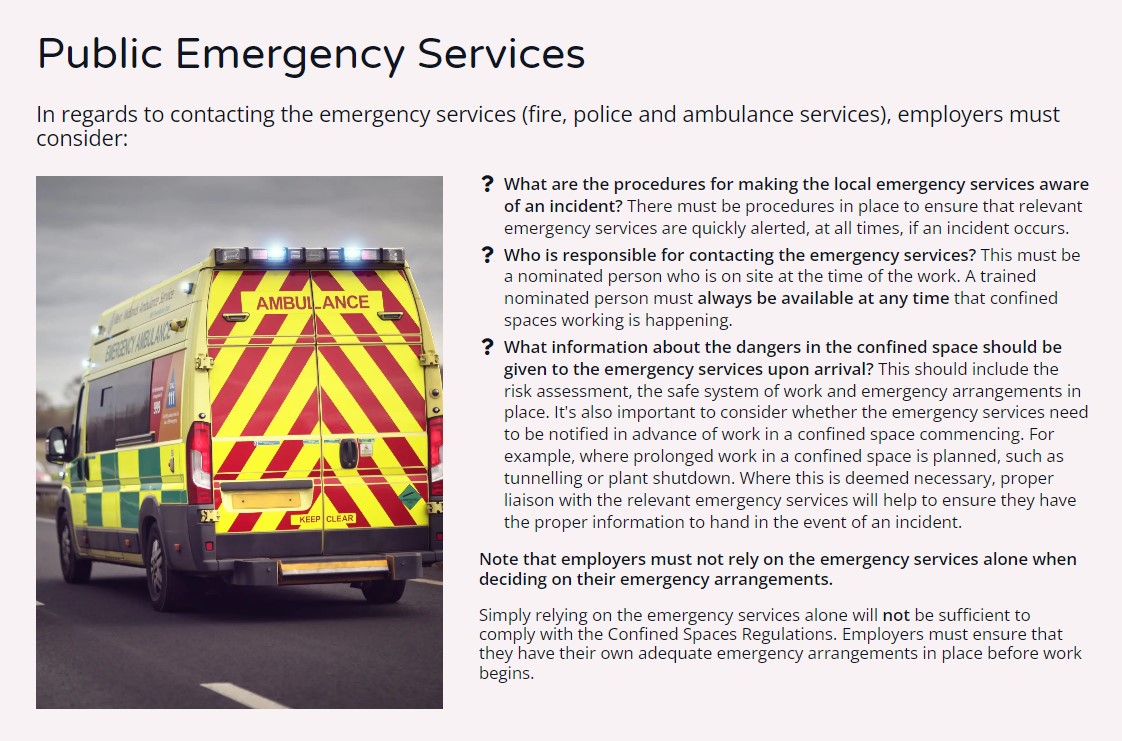 Public Emergency Services
In regards to contacting the emergency services (fire, police and ambulance services), employers must
consider:
? What are the procedures for making the local emergency services aware
of an incident? There must be procedures in place to ensure that relevant
emergency services are quickly alerted, at all times, if an incident occurs.
? Who is responsible for contacting the emergency services? This must be
a nominated person who is on site at the time of the work. A trained
nominated person must always be available at any time that confined
spaces working is happening.
? What information about the dangers in the confined space should be
given to the emergency services upon arrival? This should include the
risk assessment, the safe system of work and emergency arrangements in
place. It's also important to consider whether the emergency services need
to be notified in advance of work in a confined space commencing. For
example, where prolonged work in a confined space is planned, such as
tunnelling or plant shutdown. Where this is deemed necessary, proper
liaison with the relevant emergency services will help to ensure they have
the proper information to hand in the event of an incident.
Note that employers must not rely on the emergency services alone when
deciding on their emergency arrangements.
Simply relying on the emergency services alone will not be sufficient to
comply with the Confined Spaces Regulations. Employers must ensure that
they have their own adequate emergency arrangements in place before work
begins.
West Midlands Ambulance Service
EMERGENCY AMBULANCE
AMBULANCE
999
111
KEEP CLEAR